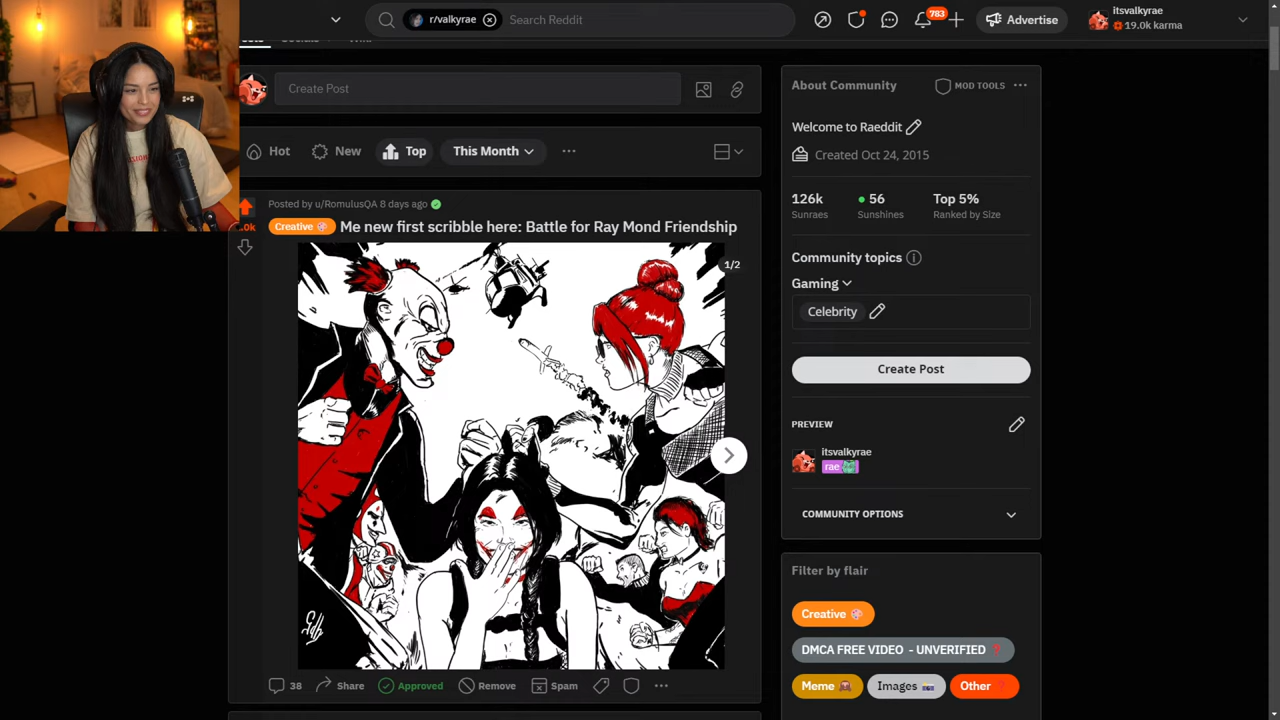 r/valkyrae
Search Reddit
783
Advertise
itsvalkyrae
19.0k karma
Create Post
Hot
New
Top
This Month
Posted by u/RomulusQA 8 days ago
Creative
Me new first scribble here: Battle for Ray Mond Friendship
1/2
38
Share
Approved
Remove
Spam
About Community
MOD TOOLS
Welcome to Raeddit
Created Oct 24, 2015
126k
56
Top 5%
Sunraes
Sunshines
Ranked by Size
Community topics
Gaming
Celebrity
Create Post
PREVIEW
itsvalkyrae
rae
COMMUNITY OPTIONS
Filter by flair
Creative
DMCA FREE VIDEO - UNVERIFIED
Meme
Images
Other